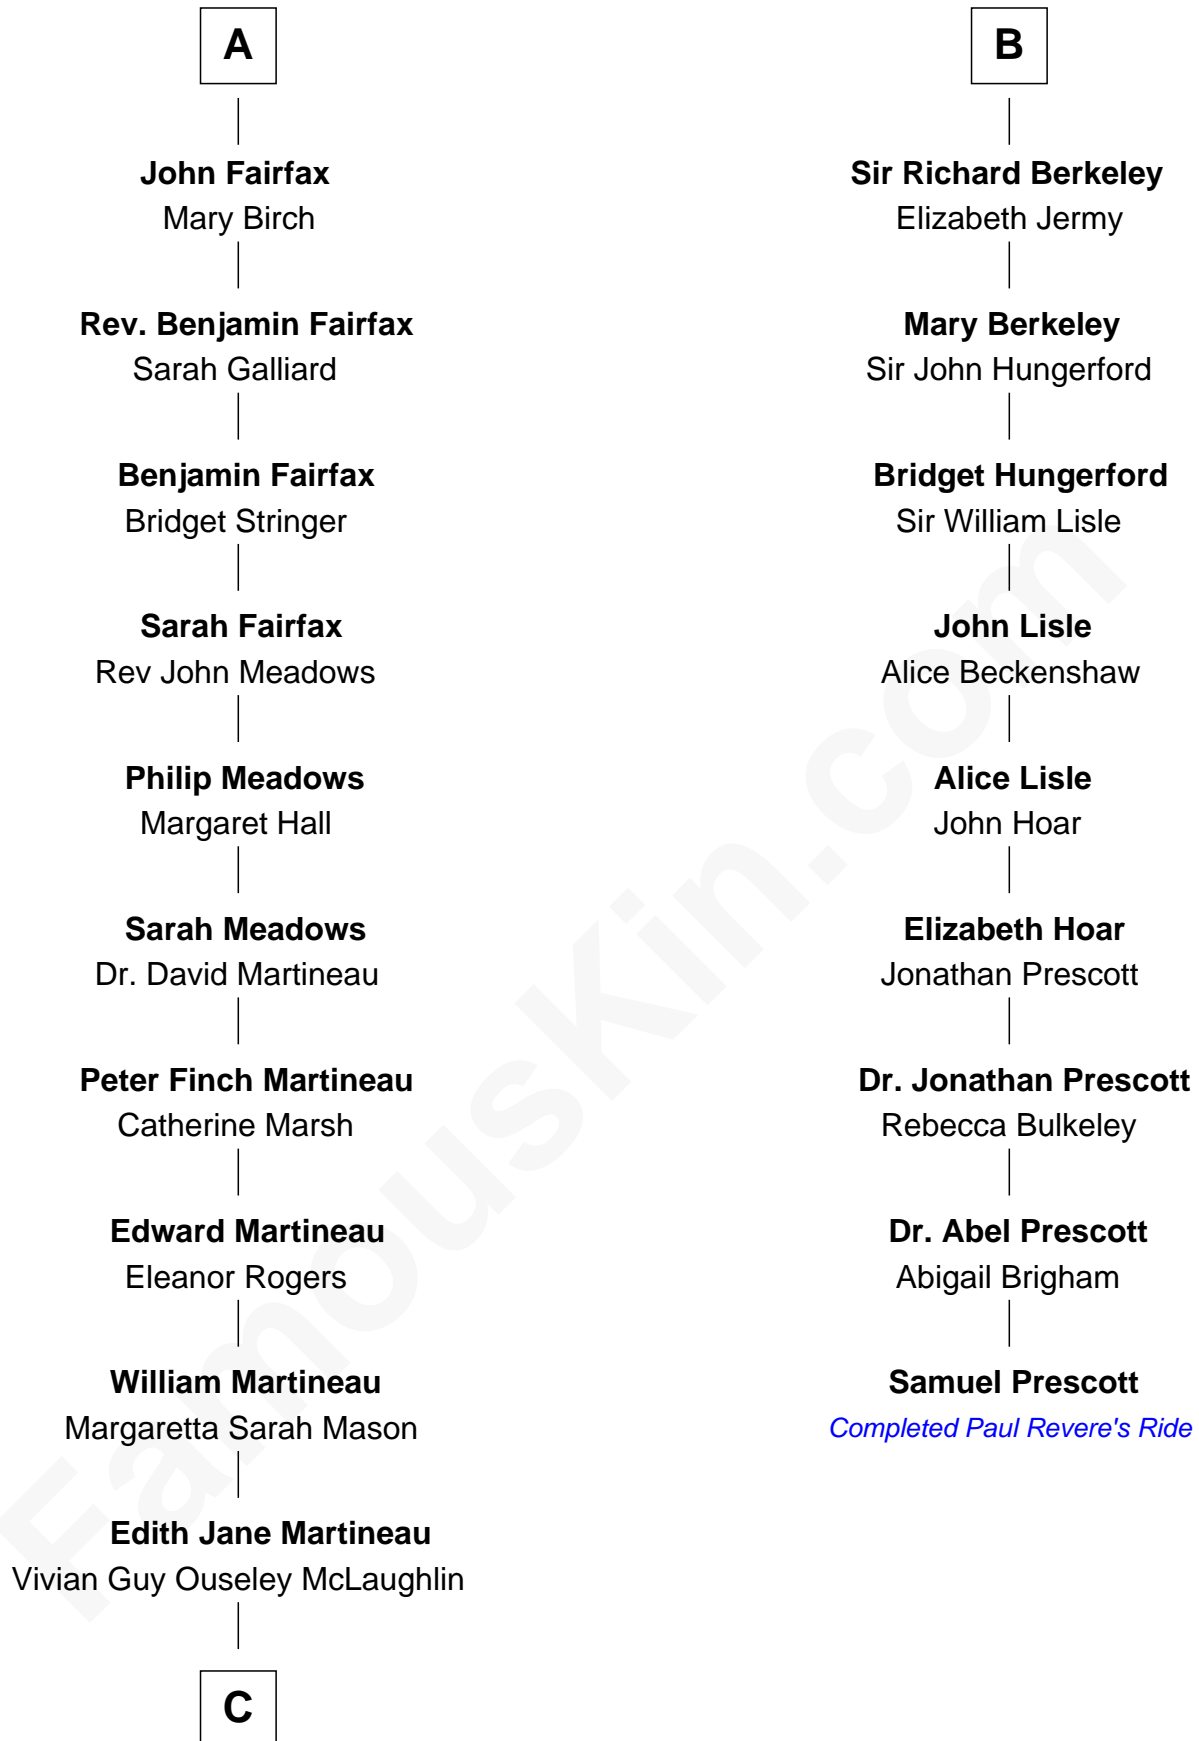 A
John Fairfax
Mary Birch
Rev. Benjamin Fairfax
Sarah Galliard
Benjamin Fairfax
Bridget Stringer
Sarah Fairfax
Rev John Meadows
Philip Meadows
Margaret Hall
Sarah Meadows
Dr. David Martineau
Peter Finch Martineau
Catherine Marsh
Edward Martineau
Eleanor Rogers
William Martineau
Margaretta Sarah Mason
Edith Jane Martineau
Vivian Guy Ouseley McLaughlin
C
B
Sir Richard Berkeley
Elizabeth Jermy
Mary Berkeley
Sir John Hungerford
Bridget Hungerford
Sir William Lisle
John Lisle
Alice Beckenshaw
Alice Lisle
John Hoar
Elizabeth Hoar
Jonathan Prescott
Dr. Jonathan Prescott
Rebecca Bulkeley
Dr. Abel Prescott
Abigail Brigham
Samuel Prescott
Completed Paul Revere's Ride
FamousKin.com